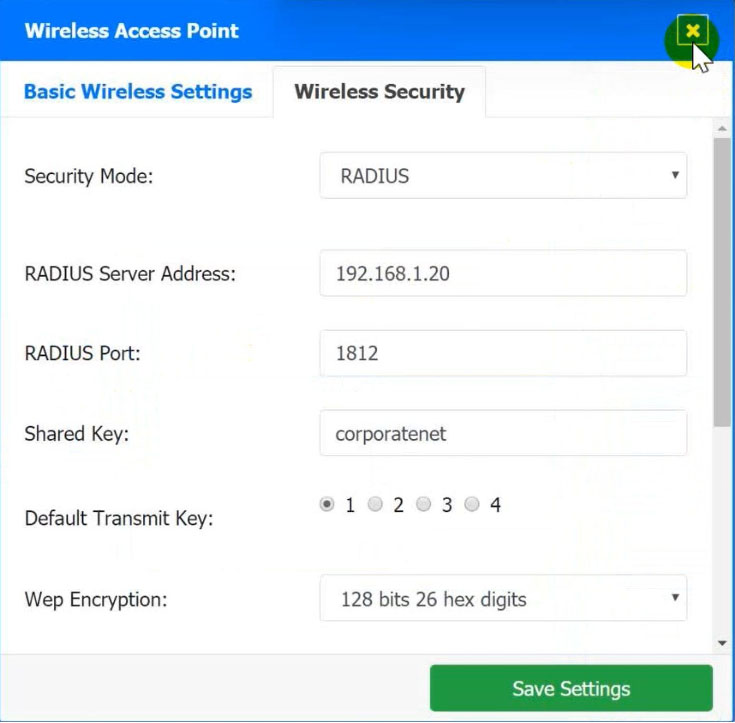 Wireless Access Point
Basic Wireless Settings Wireless Security
Security Mode: RADIUS
RADIUS Server Address: 192.168.1.20
RADIUS Port: 1812
Shared Key: corporatenet
Default Transmit Key: 1 2 3 4
Wep Encryption: 128 bits 26 hex digits
Save Settings